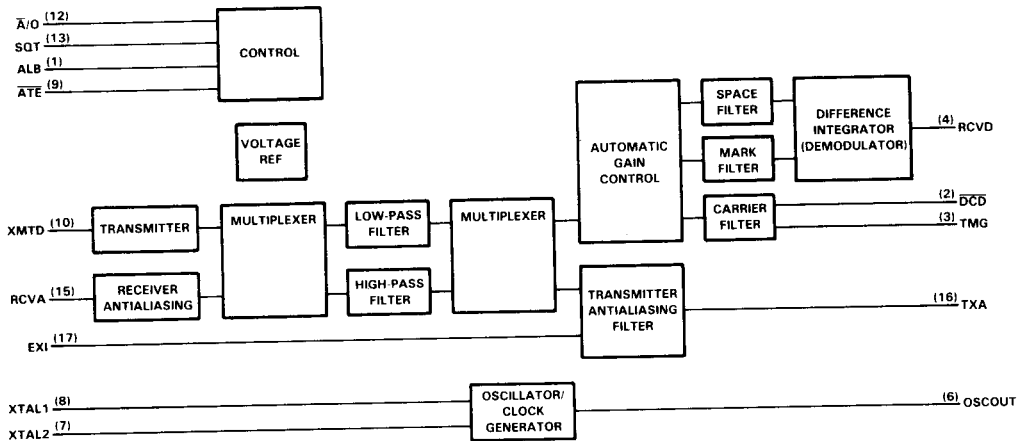 A̅/O (12)
SQT (13)
ALB (1)
A̅T̅E̅ (9)
CONTROL
VOLTAGE
REF
XMTD (10)
TRANSMITTER
RCVA (15)
RECEIVER
ANTIALIASING
MULTIPLEXER
LOW-PASS
FILTER
HIGH-PASS
FILTER
MULTIPLEXER
AUTOMATIC
GAIN
CONTROL
SPACE
FILTER
MARK
FILTER
CARRIER
FILTER
DIFFERENCE
INTEGRATOR
(DEMODULATOR)
(4) RCVD
(2) D̅C̅D̅
(3) TMG
TRANSMITTER
ANTIALIASING
FILTER
(16) TXA
EXI (17)
XTAL1 (8)
XTAL2 (7)
OSCILLATOR/
CLOCK
GENERATOR
(6) OSCOUT